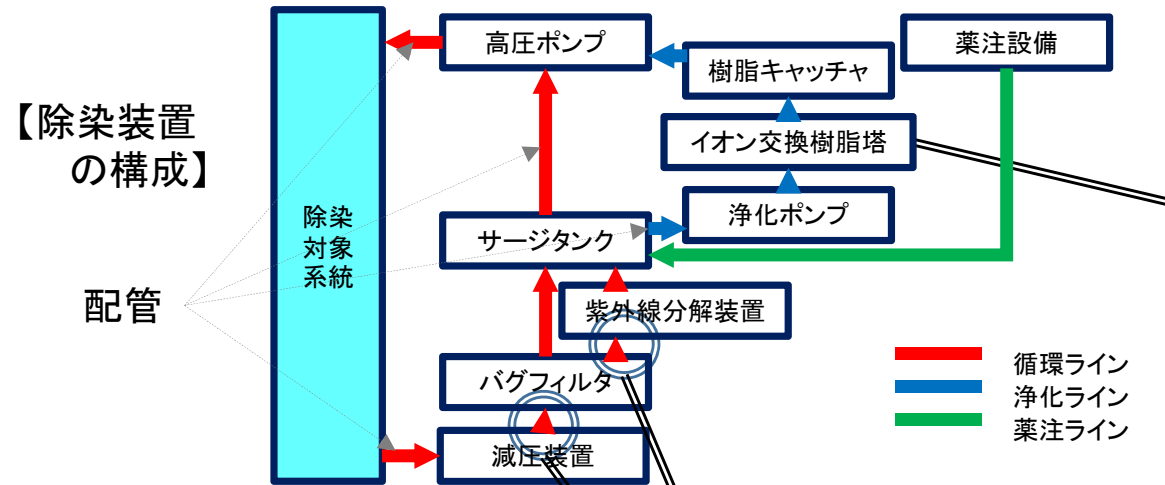 【除染装置
の構成】
配管
除染
対象
系統
高圧ポンプ
薬注設備
樹脂キャッチャ
イオン交換樹脂塔
浄化ポンプ
サージタンク
紫外線分解装置
バグフィルタ
減圧装置
循環ライン
浄化ライン
薬注ライン